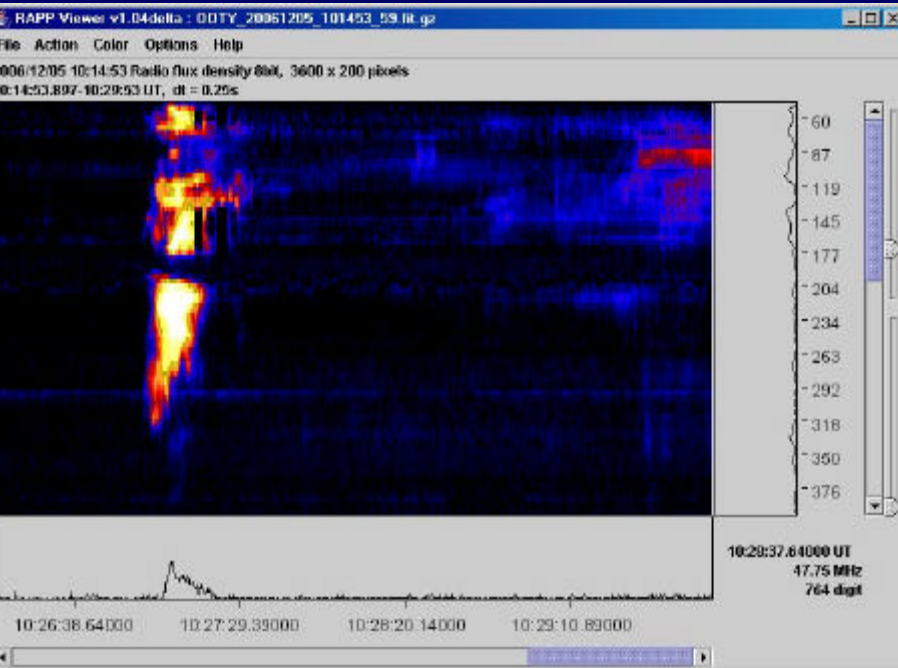 RAPP Viewer v1.04delta : OOTY_20061205_101453_59.fit.gz
File Action Color Options Help
006/12/05 10:14:53 Radio flux density 8bit, 3600 x 200 pixels
0:14:53.897-10:29:53 UT, dt = 0.25s
60
87
119
145
177
204
234
263
292
318
350
376
10:29:37.64000 UT
47.75 MHz
764 digit
10:26:38.64000 10:27:29.39000 10:28:20.14000 10:29:10.89000